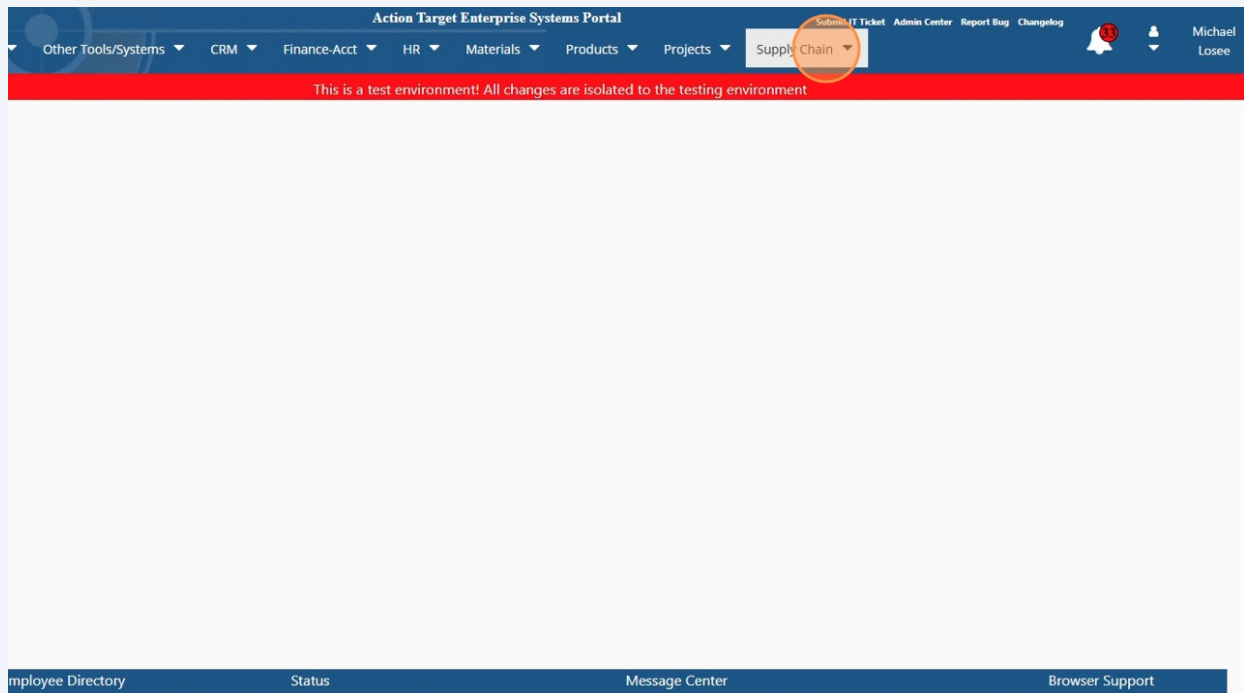 Action Target Enterprise Systems Portal
Submit IT Ticket Admin Center Report Bug Changelog
33
Other Tools/Systems CRM Finance-Acct HR Materials Products Projects Supply Chain
Michael
Losee
This is a test environment! All changes are isolated to the testing environment
mployee Directory Status Message Center Browser Support